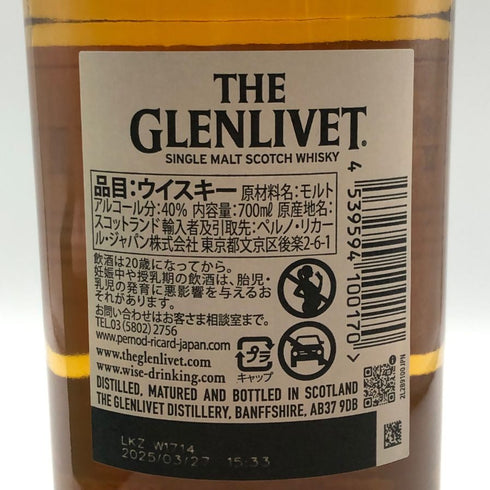 THE
GLENLIVET.
SINGLE MALT SCOTCH WHISKY
品目:ウイスキー 原材料名:モルト
アルコール分:40% 内容量:700ml 原産地名:
スコットランド 輸入者及引取先:ペルノ・リカー
ル・ジャパン株式会社 東京都文京区後楽2-6-1
飲酒は20歳になってから。
妊娠中や授乳期の飲酒は、胎児・
乳児の発育に悪影響を与えるお
それがあります。
お問い合わせはお客さま相談室まで。
TEL.03(5802)2756
www.pernod-ricard-japan.com
www.theglenlivet.com
www.wise-drinking.com
プラ
キャップ
DISTILLED, MATURED AND BOTTLED IN SCOTLAND
THE GLENLIVET DISTILLERY, BANFFSHIRE, AB37 9DB
4 539594 100170 >
2L289100JPN
LKZ W1714
2025/03/27 15:33